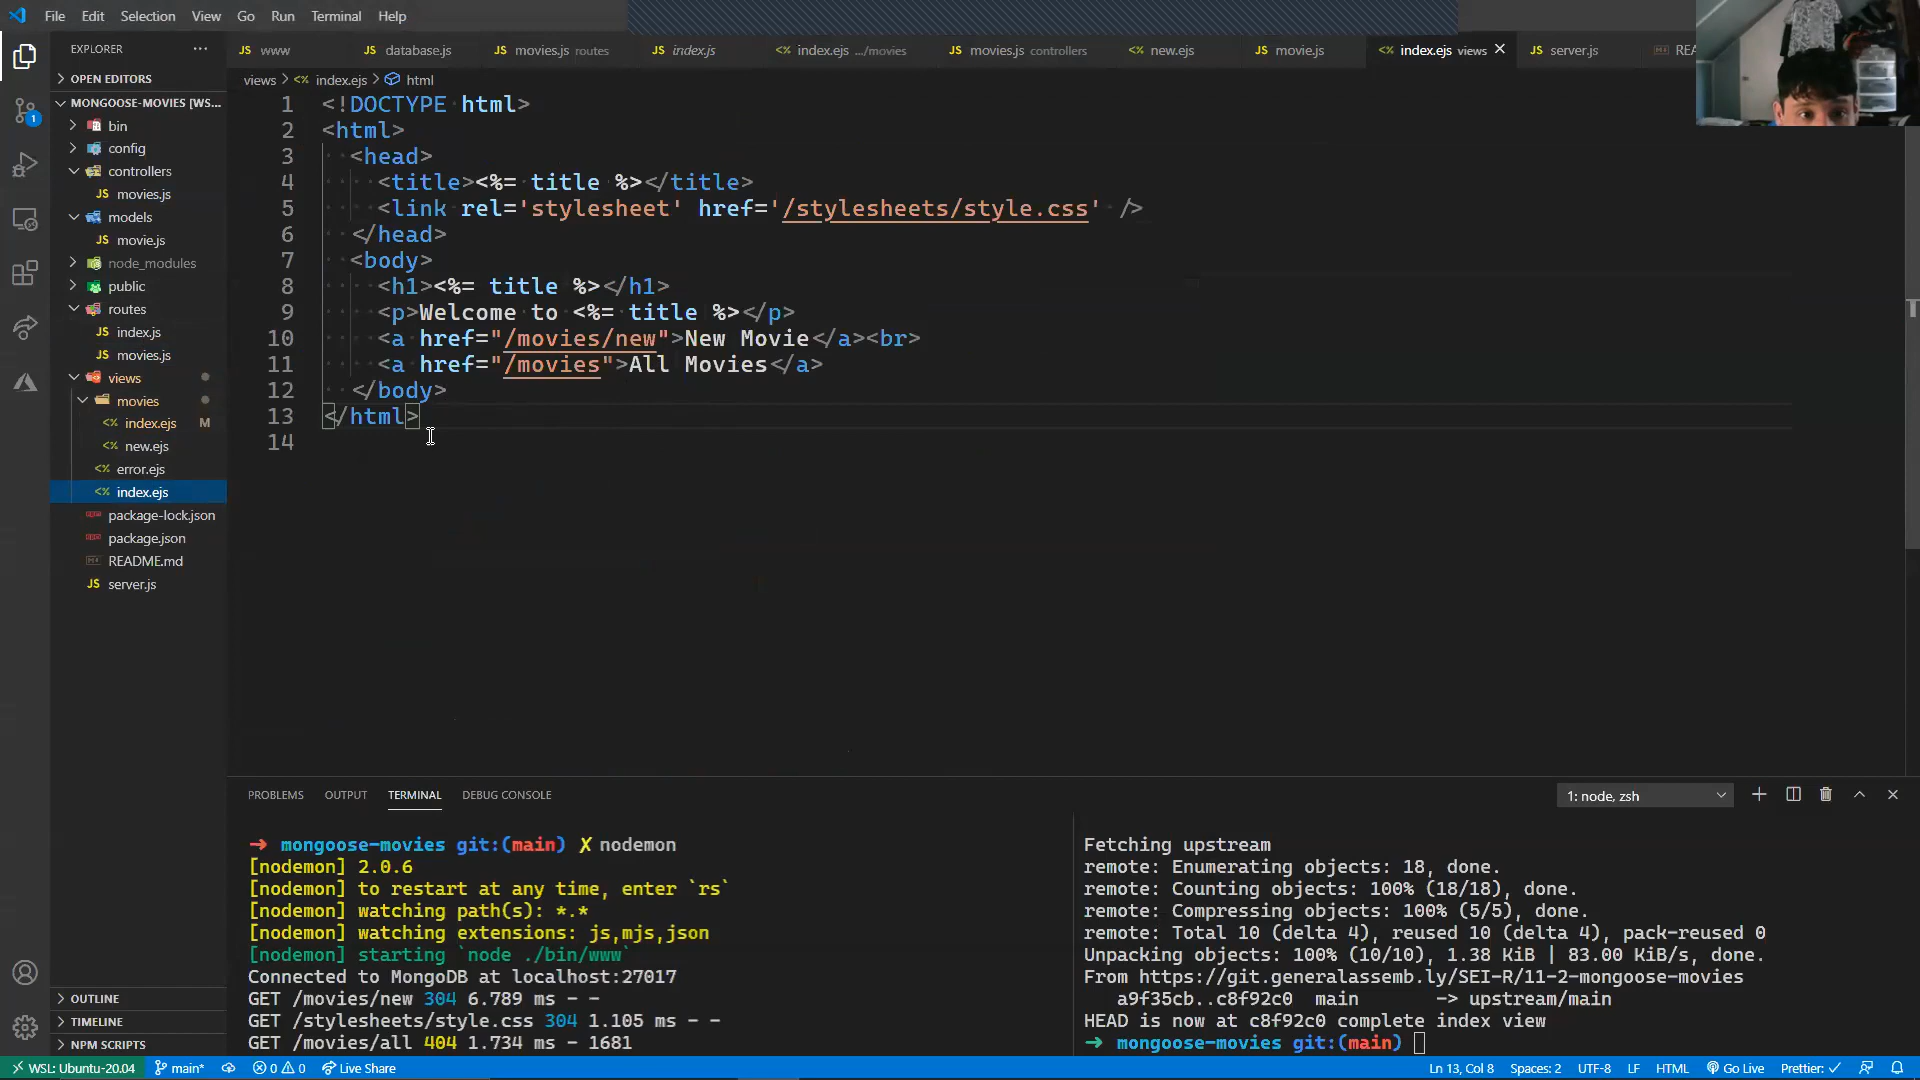 File Edit Selection View Go Run Terminal Help
EXPLORER ···
JS www JS database.js JS movies.js routes JS index.js <% index.ejs .../movies JS movies.js controllers <% new.ejs JS movie.js <% index.ejs views × JS server.js REA
OPEN EDITORS
views > <% index.ejs > html
MONGOOSE-MOVIES [WS...
bin
config
controllers
JS movies.js
models
JS movie.js
node_modules
public
routes
JS index.js
JS movies.js
views
movies
<% index.ejs M
<% new.ejs
<% error.ejs
<% index.ejs
package-lock.json
package.json
README.md
JS server.js
1 <!DOCTYPE html>
2 <html>
3 <head>
4 <title><%= title %></title>
5 <link rel='stylesheet' href='/stylesheets/style.css' />
6 </head>
7 <body>
8 <h1><%= title %></h1>
9 <p>Welcome to <%= title %></p>
10 <a href="/movies/new">New Movie</a><br>
11 <a href="/movies">All Movies</a>
12 </body>
13 </html>
14
PROBLEMS OUTPUT TERMINAL DEBUG CONSOLE
1: node, zsh
➜ mongoose-movies git:(main) ✗ nodemon
[nodemon] 2.0.6
[nodemon] to restart at any time, enter `rs`
[nodemon] watching path(s): *.*
[nodemon] watching extensions: js,mjs,json
[nodemon] starting `node ./bin/www`
Connected to MongoDB at localhost:27017
GET /movies/new 304 6.789 ms - -
GET /stylesheets/style.css 304 1.105 ms - -
GET /movies/all 404 1.734 ms - 1681
Fetching upstream
remote: Enumerating objects: 18, done.
remote: Counting objects: 100% (18/18), done.
remote: Compressing objects: 100% (5/5), done.
remote: Total 10 (delta 4), reused 10 (delta 4), pack-reused 0
Unpacking objects: 100% (10/10), 1.38 KiB | 83.00 KiB/s, done.
From https://git.generalassemb.ly/SEI-R/11-2-mongoose-movies
a9f35cb..c8f92c0 main -> upstream/main
HEAD is now at c8f92c0 complete index view
➜ mongoose-movies git:(main)
1
OUTLINE
TIMELINE
NPM SCRIPTS
WSL: Ubuntu-20.04 main* 0 0 Live Share Ln 13, Col 8 Spaces: 2 UTF-8 LF HTML Go Live Prettier: ✓